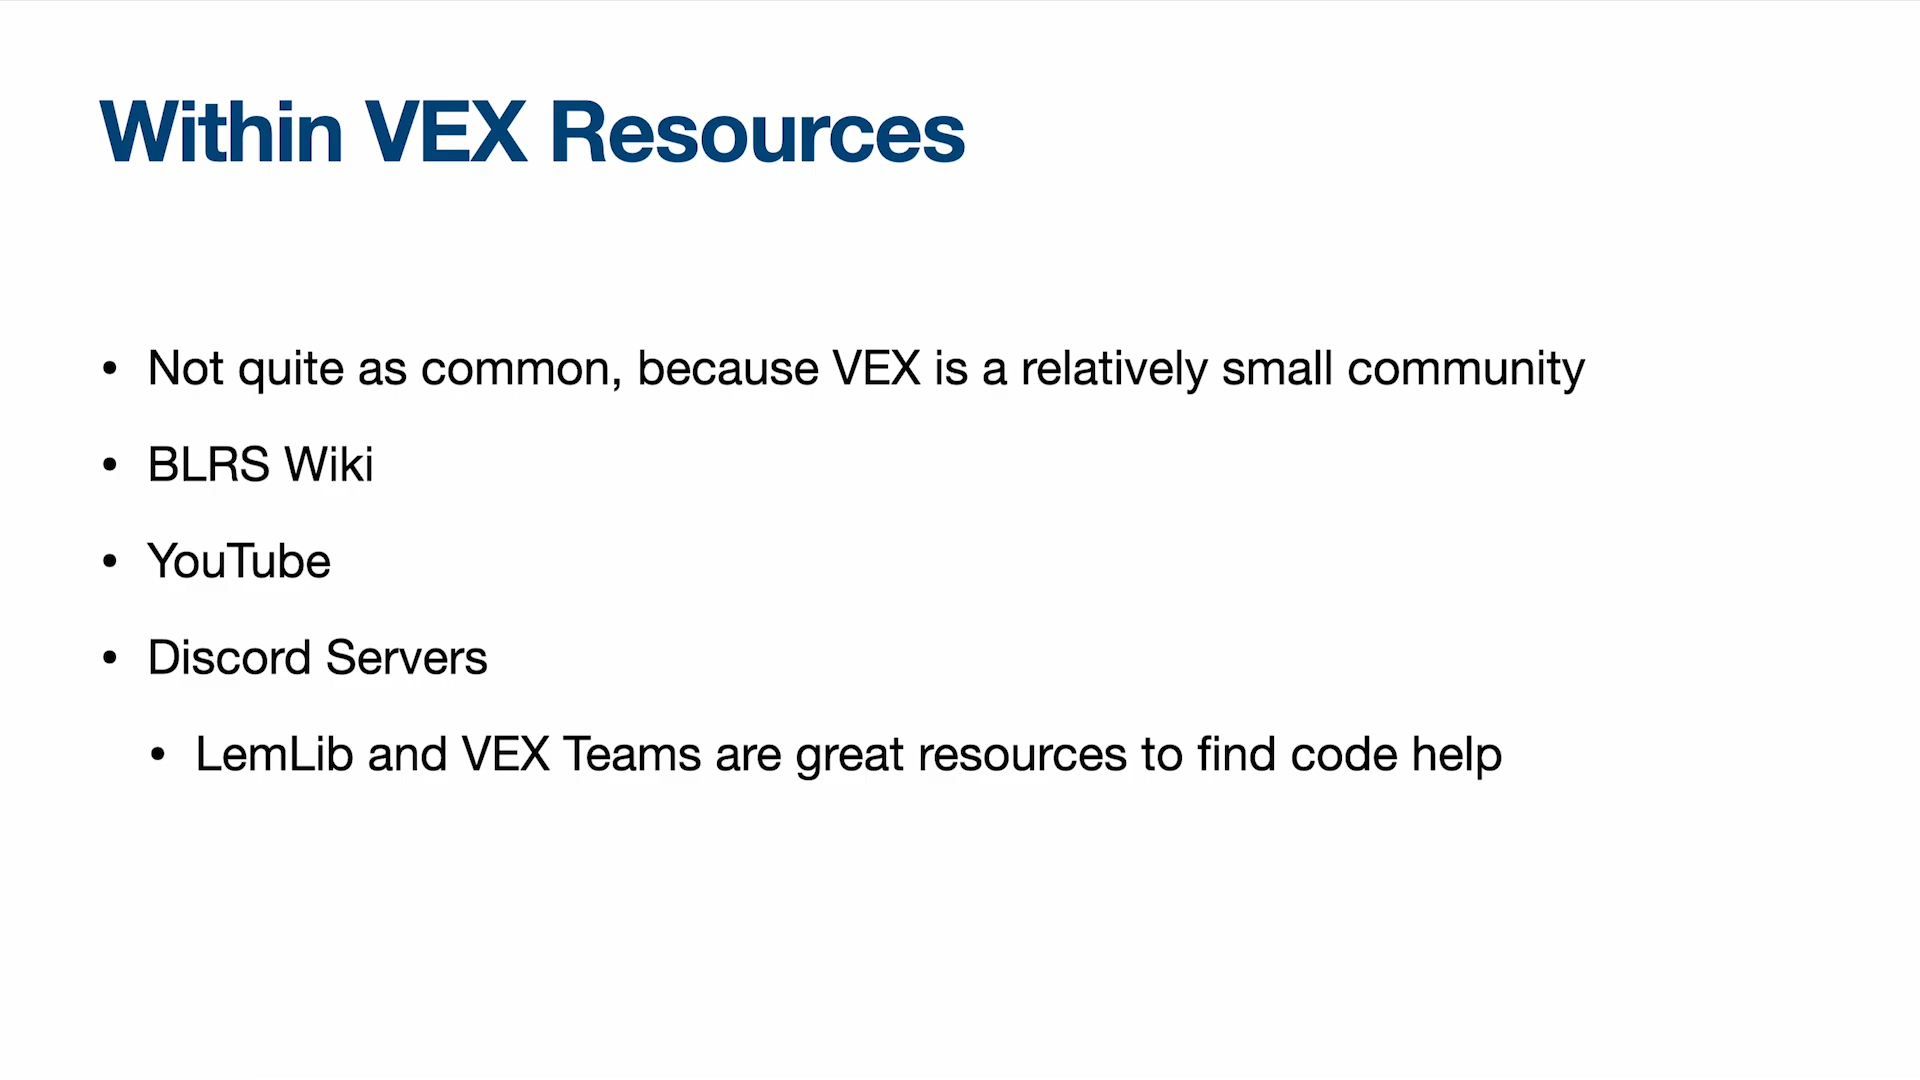 Within VEX Resources
• Not quite as common, because VEX is a relatively small community
• BLRS Wiki
• YouTube
• Discord Servers
• LemLib and VEX Teams are great resources to find code help